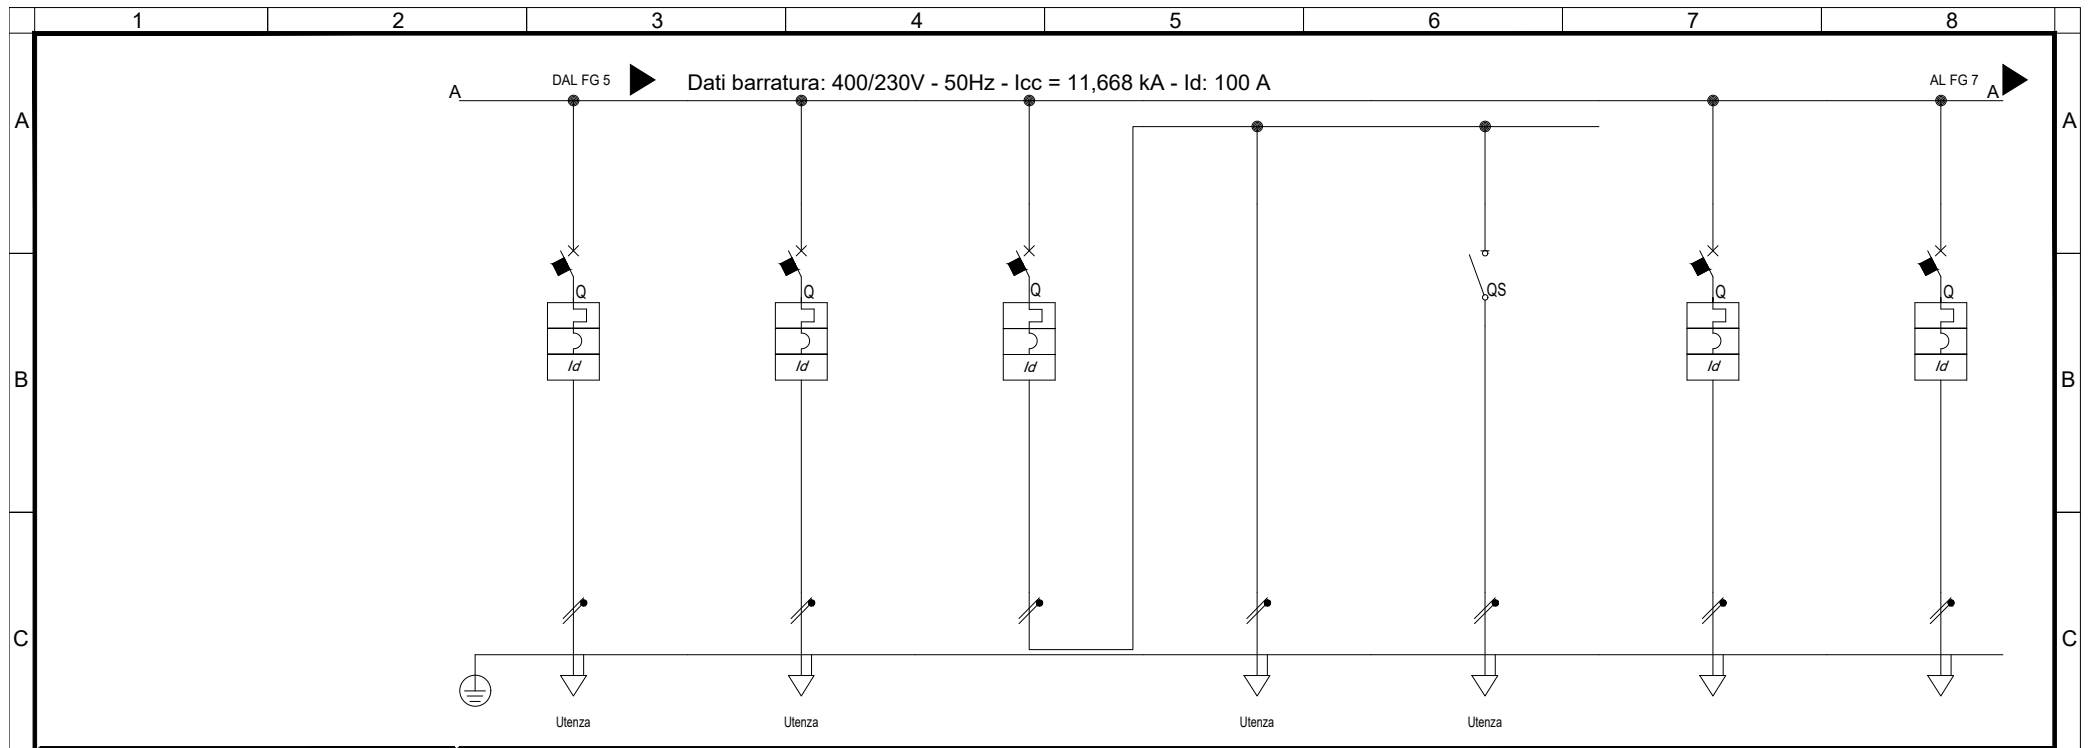 1 2 3 4 5 6 7 8
DAL FG 5 Dati barratura: 400/230V - 50Hz - Icc = 11,668 kA - Id: 100 A AL FG 7
A A
A A
Q Q Q QS Q Q
Id Id Id Id Id
B B
C C
Utenza Utenza Utenza Utenza